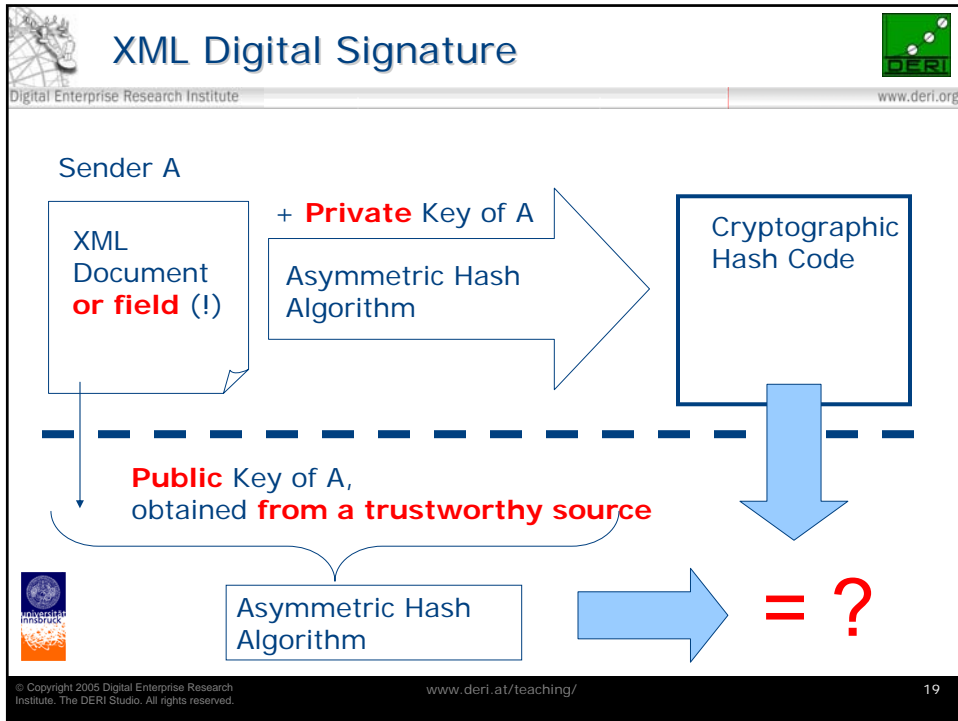 XML Digital Signature
DERI
Digital Enterprise Research Institute
www.deri.org
Sender A
XML
Document
or field (!)
+ Private Key of A
Asymmetric Hash
Algorithm
Cryptographic
Hash Code
Public Key of A,
obtained from a trustworthy source
Asymmetric Hash
Algorithm
= ?
universität
innsbruck
© Copyright 2005 Digital Enterprise Research
Institute. The DERI Studio. All rights reserved.
www.deri.at/teaching/
19